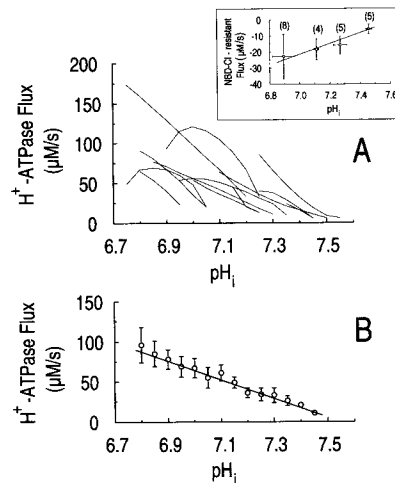 NBD-Cl - resistant
Flux (μM/s)
0
-10
-20
-30
-40
(8)
(4)
(5)
(5)
6.8 7.0 7.2 7.4 7.6
pHi
A
H+-ATPase Flux
(μM/s)
200
150
100
50
0
6.7 6.9 7.1 7.3 7.5
pHi
B
H+-ATPase Flux
(μM/s)
150
100
50
0
6.7 6.9 7.1 7.3 7.5
pHi